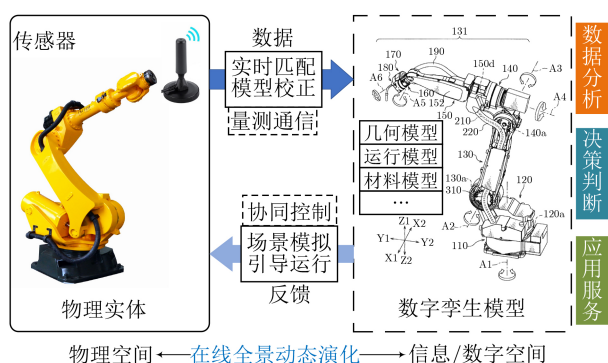 传感器
物理实体
数据
实时匹配
模型校正
量测通信
协同控制
场景模拟
引导运行
反馈
131
170
190
180
A6
150d
140
A3
A5
160
152
150
A4
210
220
140a
几何模型
运行模型
材料模型
…
130
130a
310
120
120a
A2
110
A1
Z1
X2
Y1
Y2
X1
Z2
数字孪生模型
数据分析
决策判断
应用服务
物理空间
在线全景动态演化
信息/数字空间